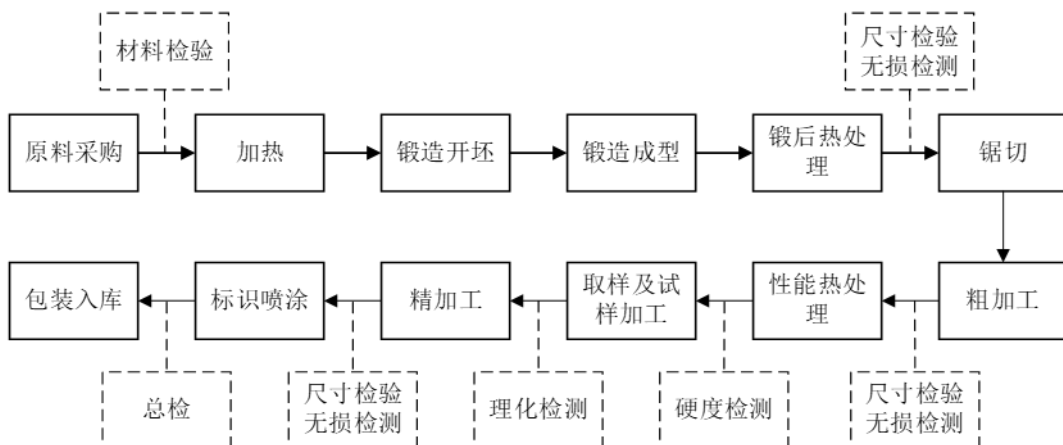 材料检验
尺寸检验
无损检测
原料采购
加热
锻造开坯
锻造成型
锻后热处
理
锯切
包装入库
标识喷涂
精加工
取样及试
样加工
性能热处
理
粗加工
总检
尺寸检验
无损检测
理化检测
硬度检测
尺寸检验
无损检测